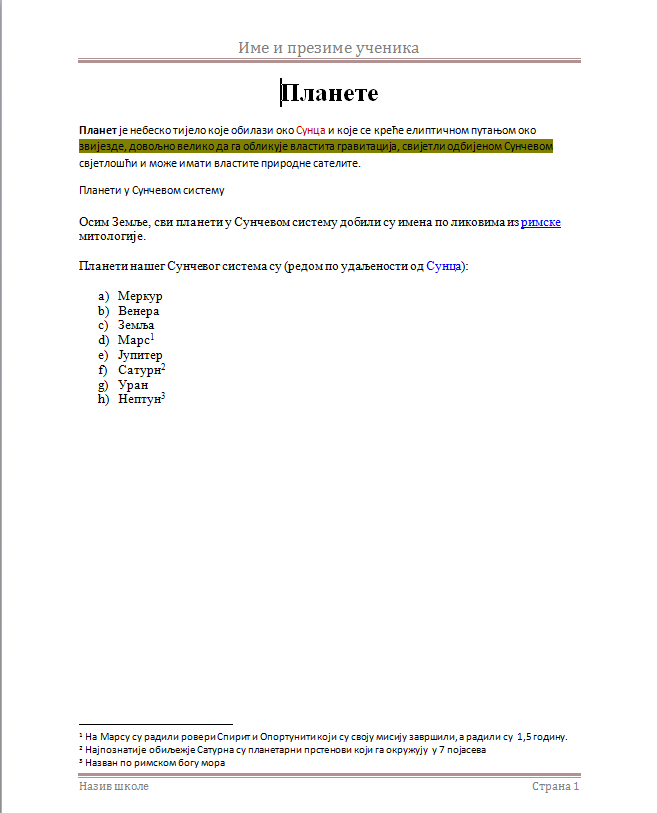 Име и презиме ученика
Планете
Планет је небеско тијело које обилази око Сунца и које се креће елиптичном путањом око
звијезде, довољно велико да га обликује властита гравитација, свијетли одбијеном Сунчевом
свјетлошћи и може имати властите природне сателите.
Планети у Сунчевом систему
Осим Земље, сви планети у Сунчевом систему добили су имена по ликовима из римске
митологије.
Планети нашег Сунчевог система су (редом по удаљености од Сунца):
a) Меркур
b) Венера
c) Земља
d) Марс1
e) Јупитер
f) Сатурн2
g) Уран
h) Нептун3
1 На Марсу су радили ровери Спирит и Опортунити који су своју мисију завршили, а радили су 1,5 годину.
2 Најпознатије обиљежје Сатурна су планетарни прстенови који га окружују у 7 појасева
3 Назван по римском богу мора
Назив школе Страна 1